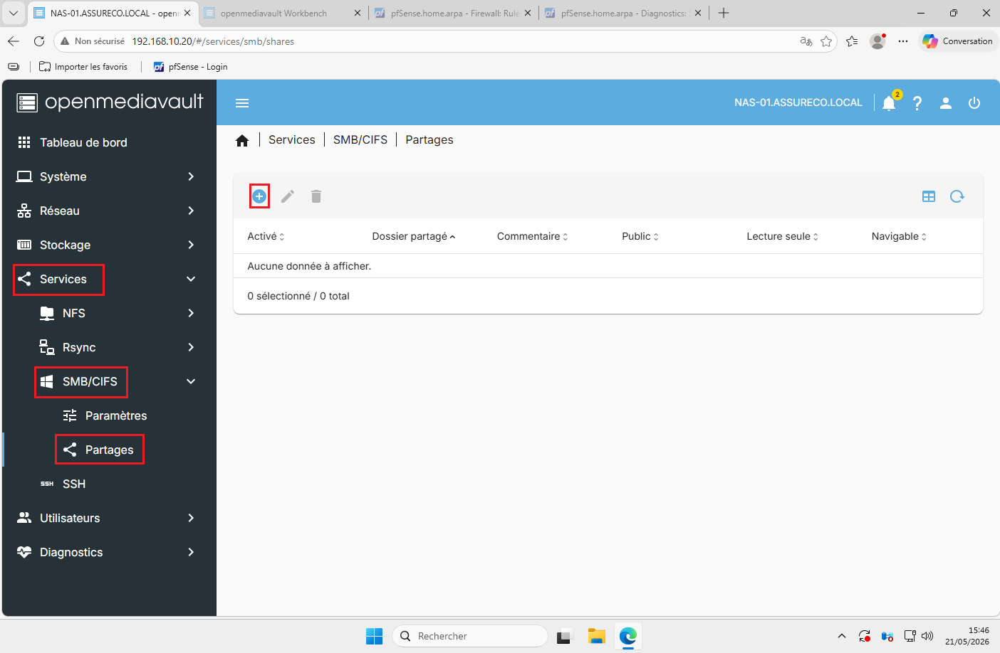 NAS-01.ASSURECO.LOCAL - open
openmediavault Workbench
pfSense.home.arpa - Firewall: Rule
pfSense.home.arpa - Diagnostics:
Non sécurisé
192.168.10.20/#/services/smb/shares
Conversation
Importer les favoris
pfSense - Login
openmediavault
NAS-01.ASSURECO.LOCAL
2
Tableau de bord
Système
Réseau
Stockage
Services
NFS
Rsync
SMB/CIFS
Paramètres
Partages
SSH
SSH
Utilisateurs
Diagnostics
Services
SMB/CIFS
Partages
Activé
Dossier partagé
Commentaire
Public
Lecture seule
Navigable
Aucune donnée à afficher.
0 sélectionné / 0 total
Rechercher
15:46
21/05/2026